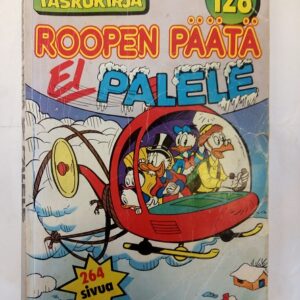 TASKUKIRJA
126
ROOPEN PÄÄTÄ
EI PALELE
264
sivua